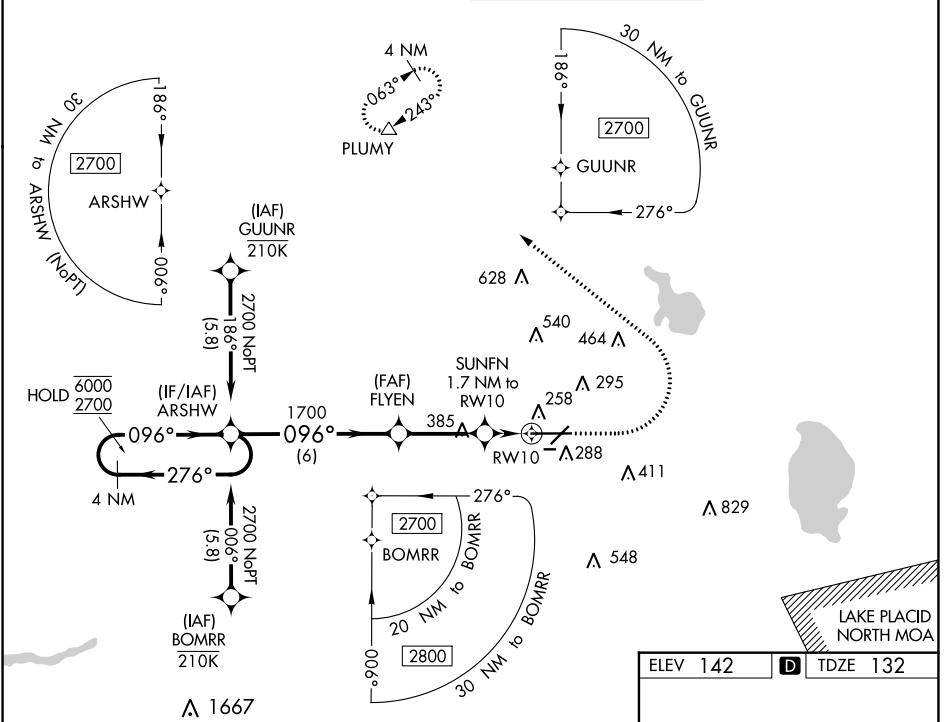 30 NM to ARSHW (NoPT)
186°
2700
ARSHW
006°
4 NM
063°
243°
PLUMY
30 NM to GUUNR
186°
2700
GUUNR
276°
(IAF)
GUUNR
210K
2700 NoPT
186°
(5.8)
HOLD 6000
2700
(IF/IAF)
ARSHW
096°
276°
4 NM
1700
096°
(6)
(FAF)
FLYEN
385
SUNFN
1.7 NM to
RW10
RW10
628
540
464
295
258
288
411
829
548
2700 NoPT
006°
(5.8)
(IAF)
BOMRR
210K
276°
2700
BOMRR
20 NM to BOMRR
006°
2800
30 NM to BOMRR
1667
LAKE PLACID
NORTH MOA
ELEV 142 D TDZE 132